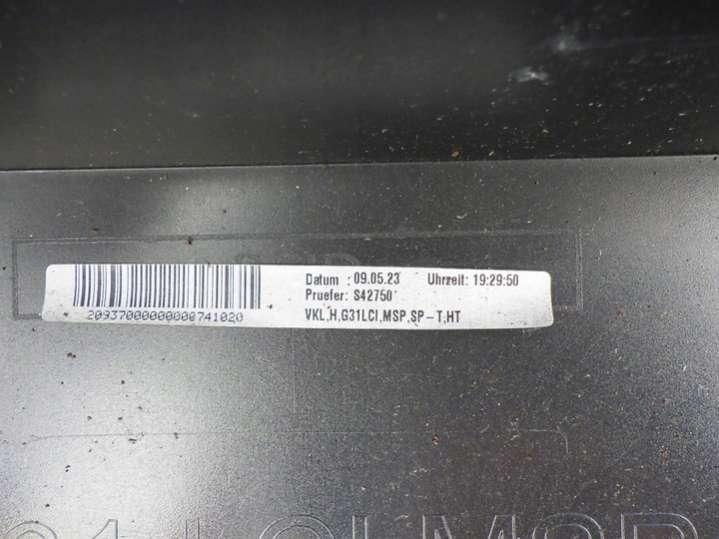 Datum : 09.05.23 Uhrzeit: 19:29:50
Pruefer: S42750
VKL,H,G31LCI,MSP,SP-T,HT
20937000000000741020